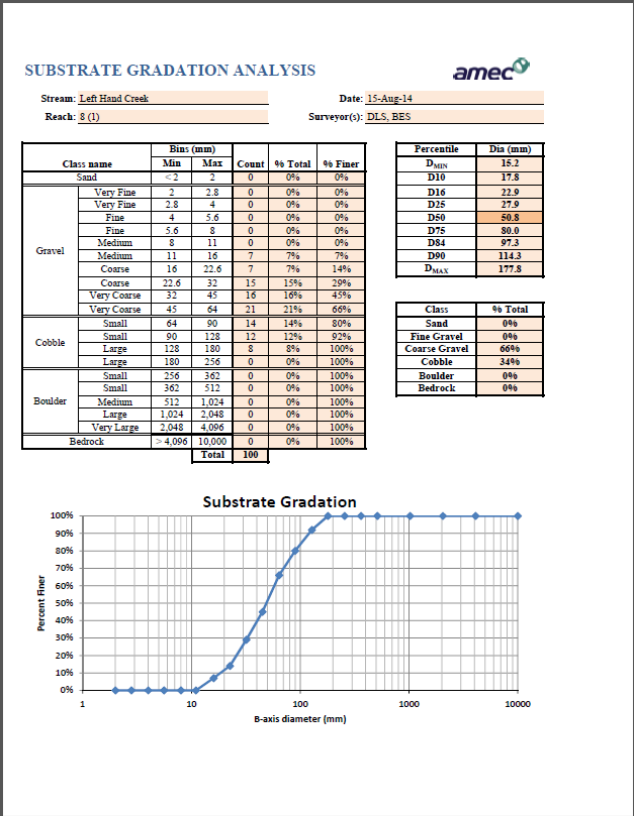 SUBSTRATE GRADATION ANALYSIS
amec
Stream: Left Hand Creek Date: 15-Aug-14
Reach: 8 (1) Surveyor(s): DLS, BES
Bins (mm)
Class name Min Max Count % Total % Finer
Sand < 2 2 0 0% 0%
Gravel
Very Fine 2 2.8 0 0% 0%
Very Fine 2.8 4 0 0% 0%
Fine 4 5.6 0 0% 0%
Fine 5.6 8 0 0% 0%
Medium 8 11 0 0% 0%
Medium 11 16 7 7% 7%
Coarse 16 22.6 7 7% 14%
Coarse 22.6 32 15 15% 29%
Very Coarse 32 45 16 16% 45%
Very Coarse 45 64 21 21% 66%
Cobble
Small 64 90 14 14% 80%
Small 90 128 12 12% 92%
Large 128 180 8 8% 100%
Large 180 256 0 0% 100%
Boulder
Small 256 362 0 0% 100%
Small 362 512 0 0% 100%
Medium 512 1,024 0 0% 100%
Large 1,024 2,048 0 0% 100%
Very Large 2,048 4,096 0 0% 100%
Bedrock > 4,096 10,000 0 0% 100%
Total 100
Percentile Dia (mm)
DMIN 15.2
D10 17.8
D16 22.9
D25 27.9
D50 50.8
D75 80.0
D84 97.3
D90 114.3
DMAX 177.8
Class % Total
Sand 0%
Fine Gravel 0%
Coarse Gravel 66%
Cobble 34%
Boulder 0%
Bedrock 0%
Substrate Gradation
Percent Finer
100%
90%
80%
70%
60%
50%
40%
30%
20%
10%
0%
1 10 100 1000 10000
B-axis diameter (mm)